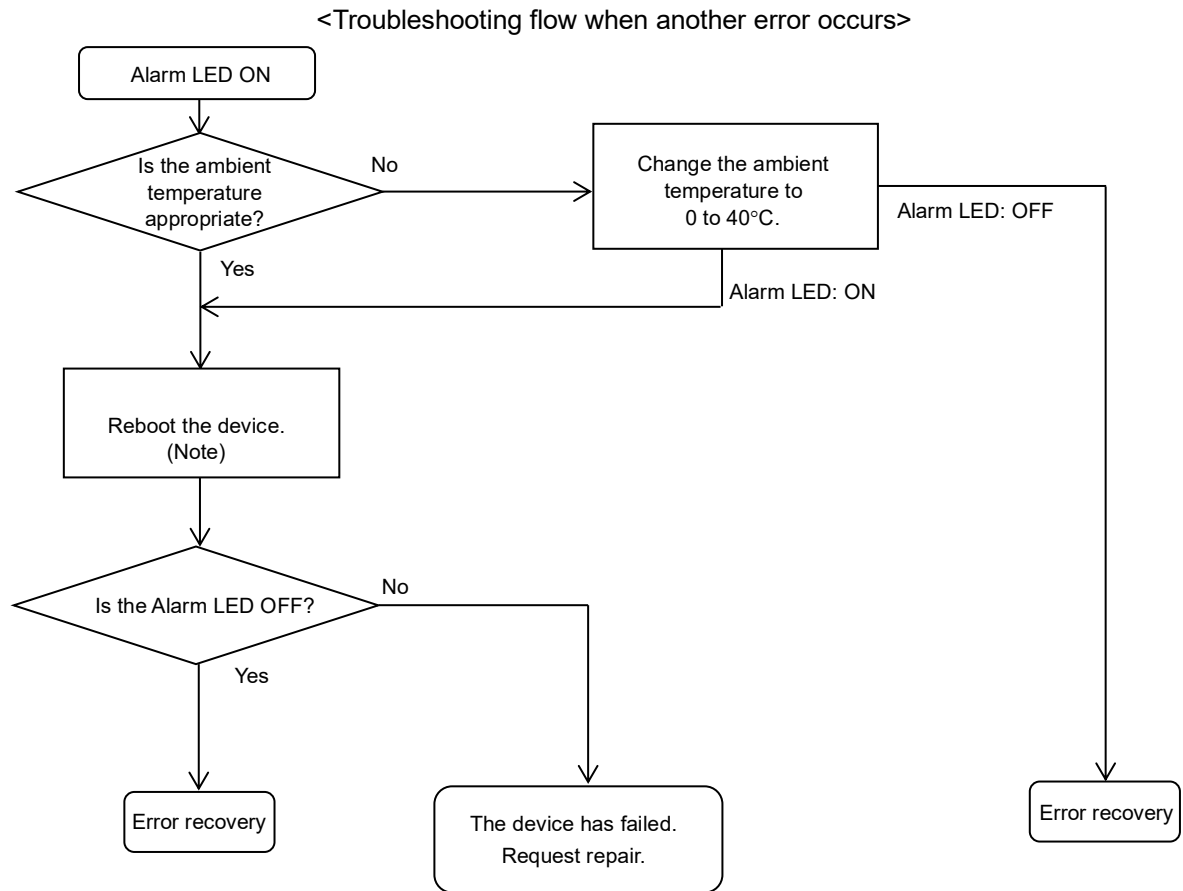 <Troubleshooting flow when another error occurs>
Alarm LED ON
Is the ambient
temperature
appropriate?
No
Change the ambient
temperature to
0 to 40°C.
Alarm LED: OFF
Yes
Alarm LED: ON
Reboot the device.
(Note)
Is the Alarm LED OFF?
No
Yes
Error recovery
The device has failed.
Request repair.
Error recovery